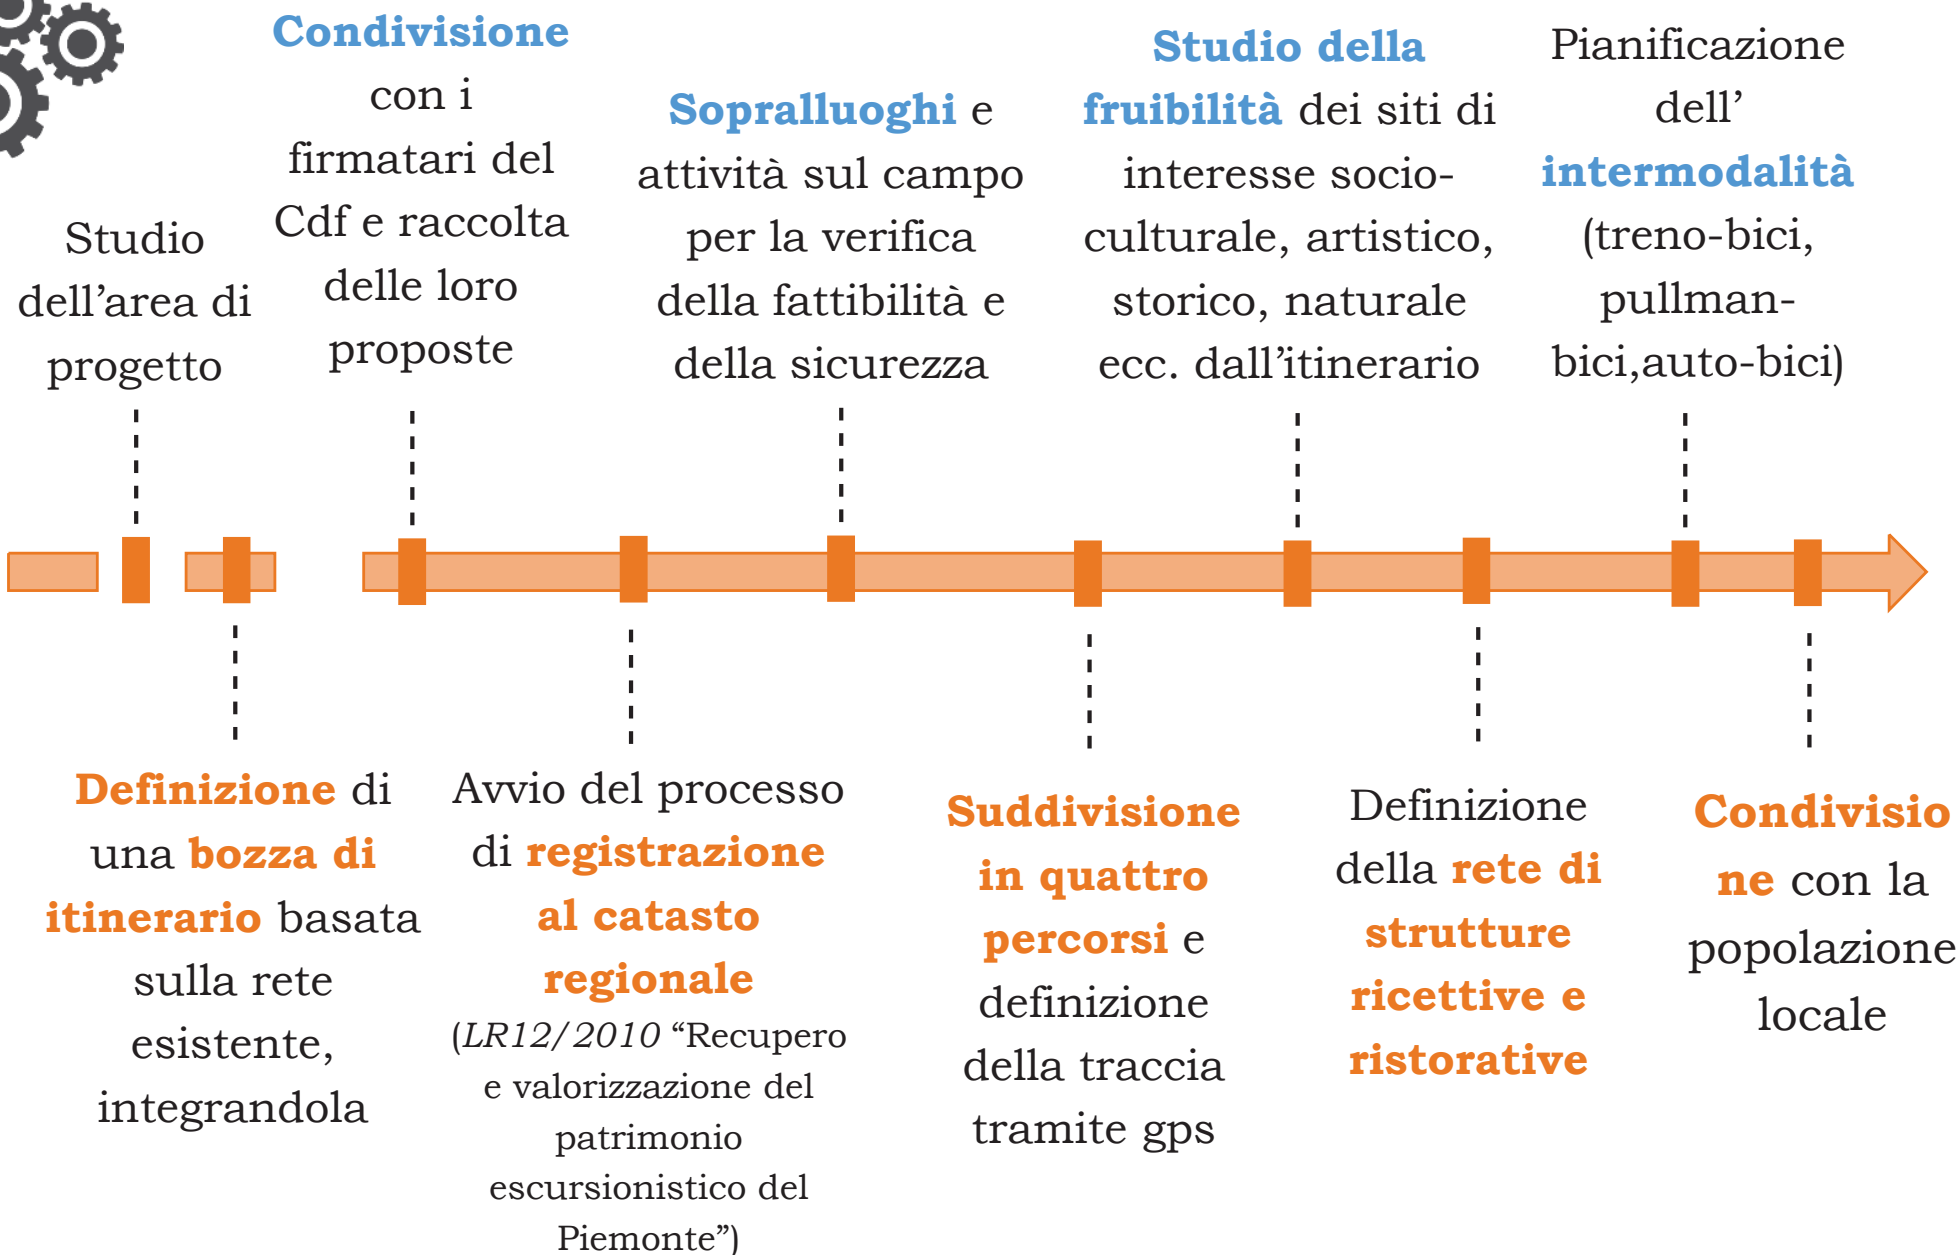 Studio
dell’area di
progetto
Condivisione
con i
firmatari del
Cdf e raccolta
delle loro
proposte
Sopralluoghi e
attività sul campo
per la verifica
della fattibilità e
della sicurezza
Studio della
fruibilità dei siti di
interesse socio-
culturale, artistico,
storico, naturale
ecc. dall’itinerario
Pianificazione
dell’
intermodalità
(treno-bici,
pullman-
bici,auto-bici)
Definizione di
una bozza di
itinerario basata
sulla rete
esistente,
integrandola
Avvio del processo
di registrazione
al catasto
regionale
(LR12/2010 “Recupero
e valorizzazione del
patrimonio
escursionistico del
Piemonte”)
Suddivisione
in quattro
percorsi e
definizione
della traccia
tramite gps
Definizione
della rete di
strutture
ricettive e
ristorative
Condivisio
ne con la
popolazione
locale